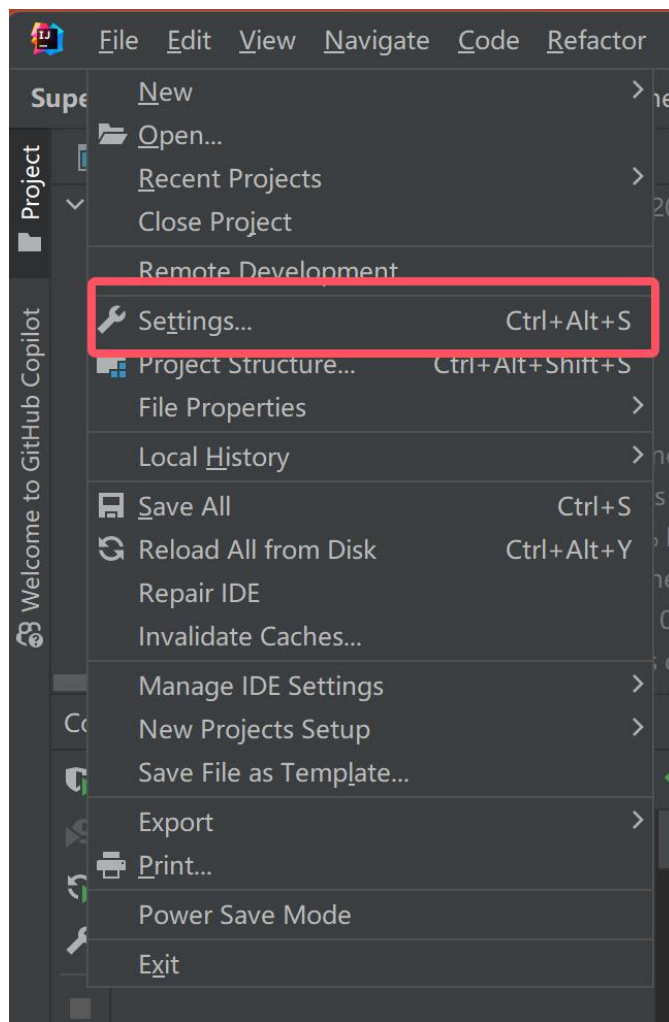 IJ
File Edit View Navigate Code Refactor
Supe
New
Open...
Recent Projects
Close Project
Remote Development
Settings... Ctrl+Alt+S
Project Structure... Ctrl+Alt+Shift+S
File Properties
Local History
Save All Ctrl+S
Reload All from Disk Ctrl+Alt+Y
Repair IDE
Invalidate Caches...
Manage IDE Settings
New Projects Setup
Save File as Template...
Export
Print...
Power Save Mode
Exit
Project
Welcome to GitHub Copilot